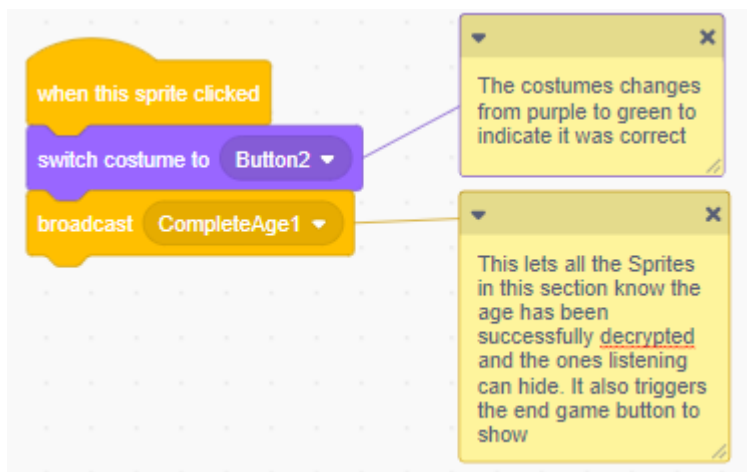 when this sprite clicked
switch costume to Button2
broadcast CompleteAge1
The costumes changes
from purple to green to
indicate it was correct
This lets all the Sprites
in this section know the
age has been
successfully decrypted
and the ones listening
can hide. It also triggers
the end game button to
show